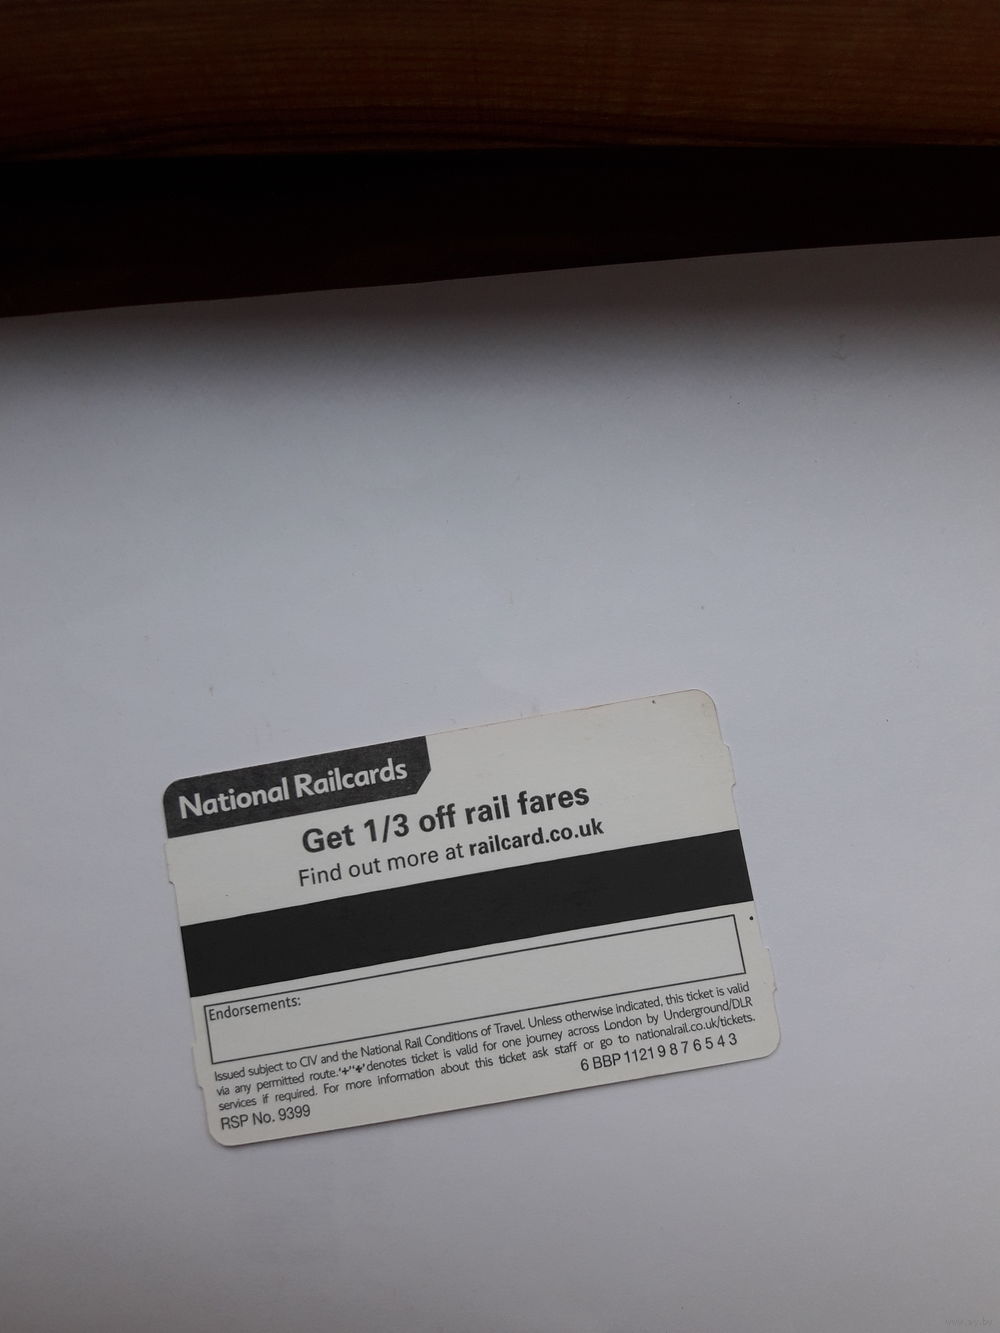 National Railcards
Get 1/3 off rail fares
Find out more at railcard.co.uk
Endorsements:
Issued subject to CIV and the National Rail Conditions of Travel. Unless otherwise indicated, this ticket is valid
via any permitted route.'+''✢'denotes ticket is valid for one journey across London by Underground/DLR
services if required. For more information about this ticket ask staff or go to nationalrail.co.uk/tickets.
RSP No. 9399
6 BBP 11219 8 7 6 5 4 3